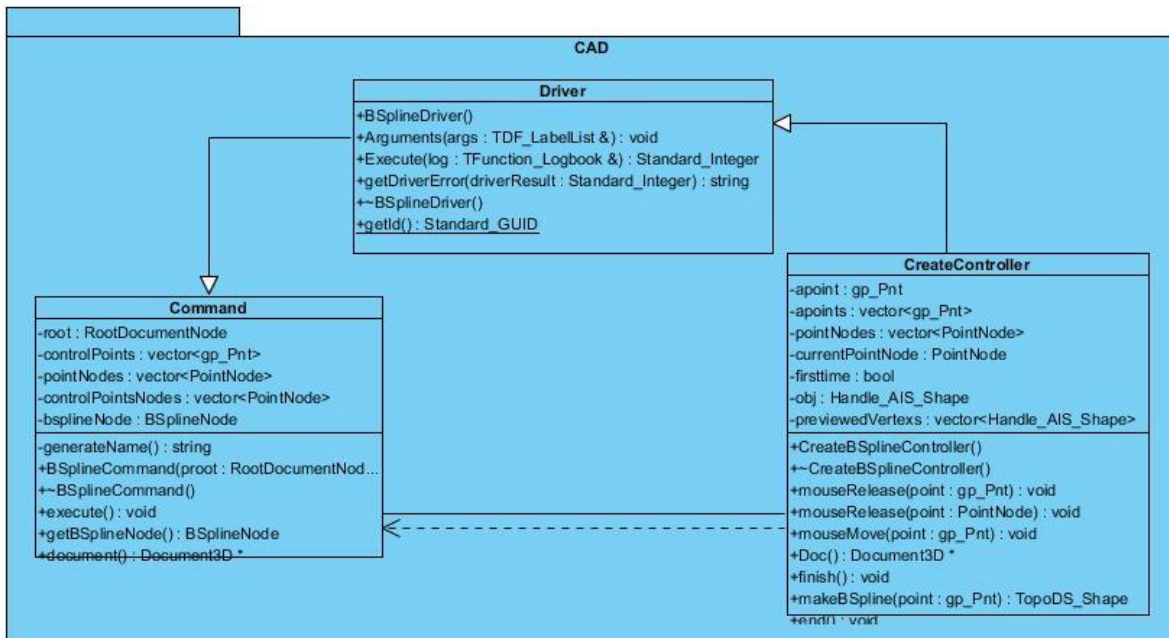 CAD
Driver
+BSplineDriver()
+Arguments(args : TDF_LabelList &) : void
+Execute(log : TFunction_Logbook &) : Standard_Integer
+getDriverError(driverResult : Standard_Integer) : string
+~BSplineDriver()
+getId() : Standard_GUID
Command
-root : RootDocumentNode
-controlPoints : vector<gp_Pnt>
-pointNodes : vector<PointNode>
-controlPointsNodes : vector<PointNode>
-bsplineNode : BSplineNode
-generateName() : string
+BSplineCommand(proot : RootDocumentNod...
+~BSplineCommand()
+execute() : void
+getBSplineNode() : BSplineNode
+document() : Document3D *
CreateController
-apoint : gp_Pnt
-apoints : vector<gp_Pnt>
-pointNodes : vector<PointNode>
-currentPointNode : PointNode
-firsttime : bool
-obj : Handle_AIS_Shape
-previewedVertexs : vector<Handle_AIS_Shape>
+CreateBSplineController()
+~CreateBSplineController()
+mouseRelease(point : gp_Pnt) : void
+mouseRelease(point : PointNode) : void
+mouseMove(point : gp_Pnt) : void
+Doc() : Document3D *
+finish() : void
+makeBSpline(point : gp_Pnt) : TopoDS_Shape
+end() : void